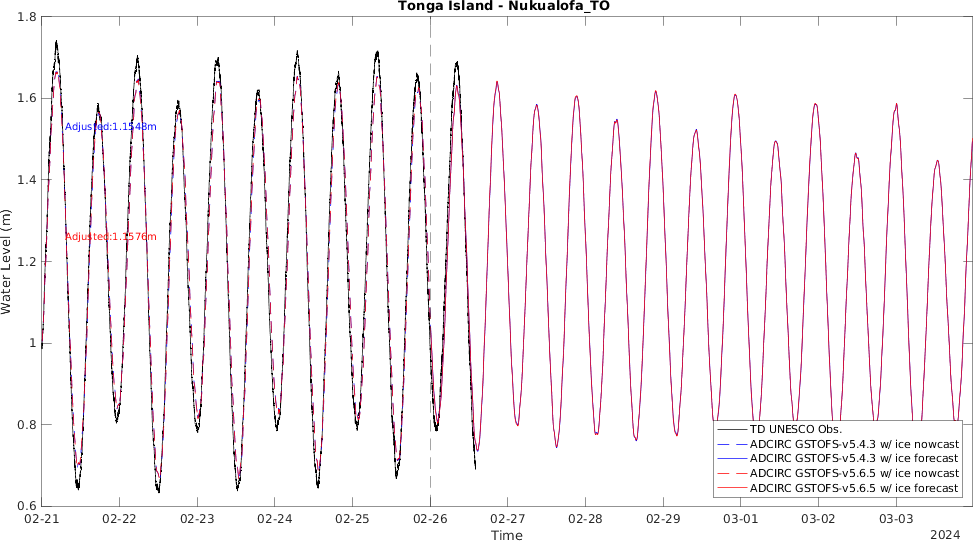 Tonga Island - Nukualofa_TO
1.8
1.6
1.4
1.2
1
0.8
0.6
Water Level (m)
Adjusted:1.1548m
Adjusted:1.1576m
TD UNESCO Obs.
ADCIRC GSTOFS-v5.4.3 w/ ice nowcast
ADCIRC GSTOFS-v5.4.3 w/ ice forecast
ADCIRC GSTOFS-v5.6.5 w/ ice nowcast
ADCIRC GSTOFS-v5.6.5 w/ ice forecast
02-21 02-22 02-23 02-24 02-25 02-26 02-27 02-28 02-29 03-01 03-02 03-03
Time
2024